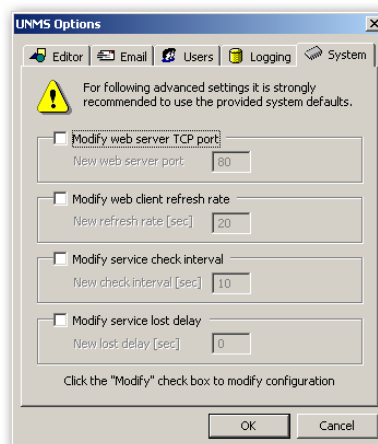 UNMS Options
Editor Email Users Logging System
For following advanced settings it is strongly
recommended to use the provided system defaults.
Modify web server TCP port
New web server port 80
Modify web client refresh rate
New refresh rate [sec] 20
Modify service check interval
New check interval [sec] 10
Modify service lost delay
New lost delay [sec] 0
Click the "Modify" check box to modify configuration
OK Cancel